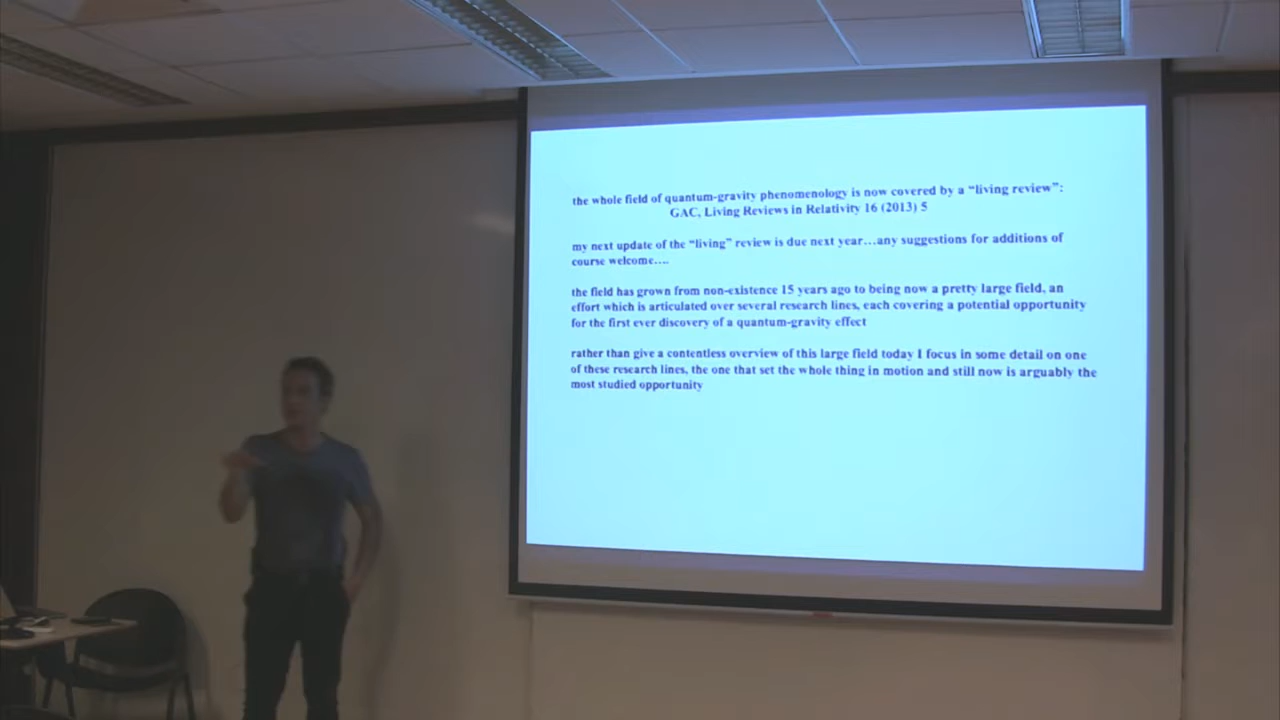 the whole field of quantum-gravity phenomenology is now covered by a “living review”:
GAC, Living Reviews in Relativity 16 (2013) 5
my next update of the “living” review is due next year…any suggestions for additions of
course welcome….
the field has grown from non-existence 15 years ago to being now a pretty large field, an
effort which is articulated over several research lines, each covering a potential opportunity
for the first ever discovery of a quantum-gravity effect
rather than give a contentless overview of this large field today I focus in some detail on one
of these research lines, the one that set the whole thing in motion and still now is arguably the
most studied opportunity